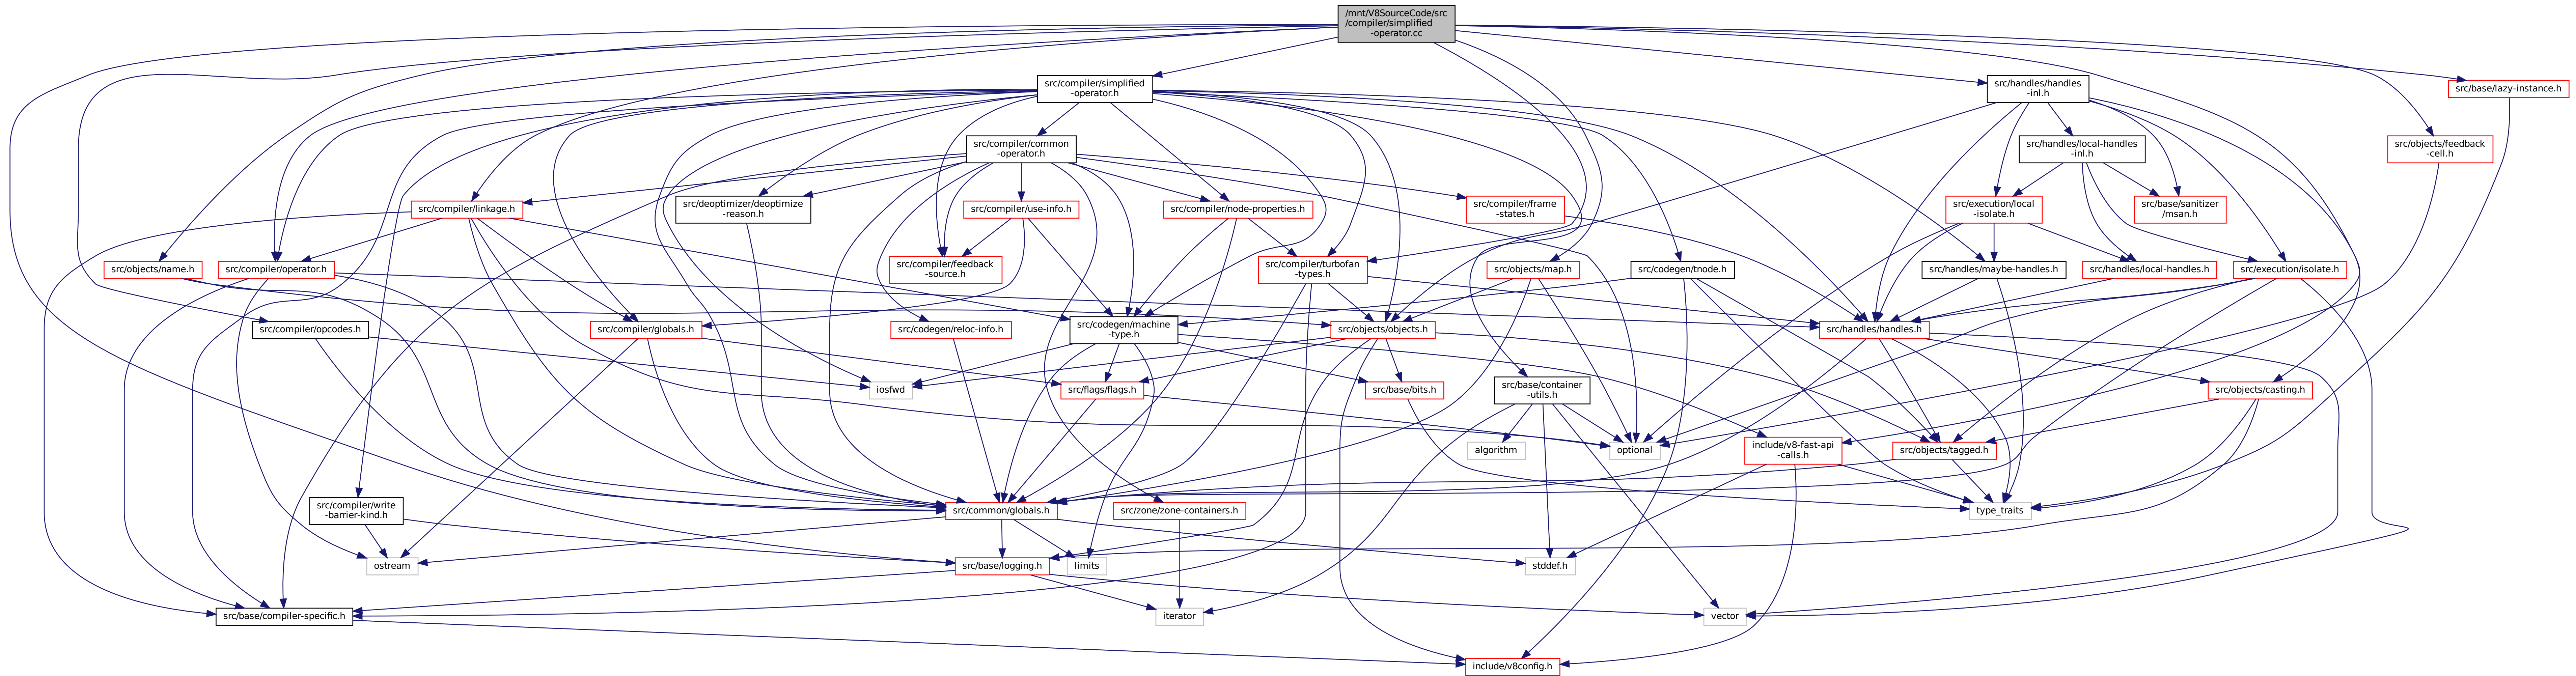 /mnt/V8SourceCode/src
/compiler/simplified
-operator.cc
src/compiler/simplified
-operator.h
src/handles/handles
-inl.h
src/base/lazy-instance.h
src/compiler/common
-operator.h
src/handles/local-handles
-inl.h
src/objects/feedback
-cell.h
src/compiler/linkage.h
src/deoptimizer/deoptimize
-reason.h
src/compiler/use-info.h
src/compiler/node-properties.h
src/compiler/frame
-states.h
src/execution/local
-isolate.h
src/base/sanitizer
/msan.h
src/objects/name.h
src/compiler/operator.h
src/compiler/feedback
-source.h
src/compiler/turbofan
-types.h
src/objects/map.h
src/codegen/tnode.h
src/handles/maybe-handles.h
src/handles/local-handles.h
src/execution/isolate.h
src/compiler/opcodes.h
src/compiler/globals.h
src/codegen/reloc-info.h
src/codegen/machine
-type.h
src/objects/objects.h
src/handles/handles.h
iosfwd
src/flags/flags.h
src/base/bits.h
src/base/container
-utils.h
src/objects/casting.h
algorithm
optional
include/v8-fast-api
-calls.h
src/objects/tagged.h
src/compiler/write
-barrier-kind.h
src/common/globals.h
src/zone/zone-containers.h
type_traits
ostream
src/base/logging.h
limits
stddef.h
src/base/compiler-specific.h
iterator
vector
include/v8config.h